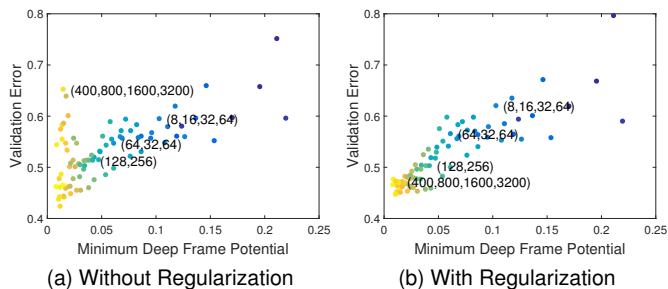 Validation Error
0.8
0.7
0.6
0.5
0.4
(400,800,1600,3200)
(8,16,32,64)
(64,32,64)
(128,256)
0 0.05 0.1 0.15 0.2 0.25
Minimum Deep Frame Potential
(a) Without Regularization
Validation Error
0.8
0.7
0.6
0.5
0.4
(8,16,32,64)
(64,32,64)
(128,256)
(400,800,1600,3200)
0 0.05 0.1 0.15 0.2 0.25
Minimum Deep Frame Potential
(b) With Regularization